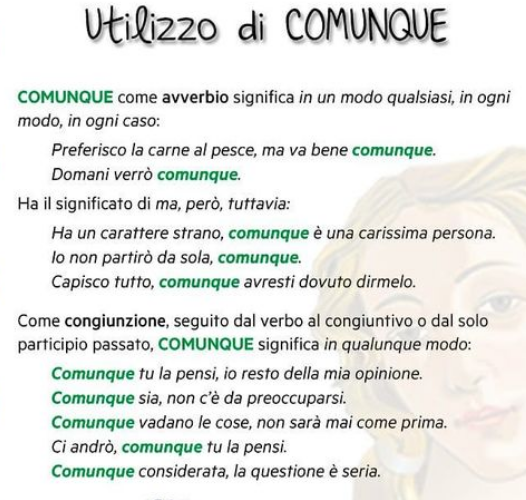 Utilizzo di COMUNQUE
COMUNQUE come avverbio significa in un modo qualsiasi, in ogni
modo, in ogni caso:
Preferisco la carne al pesce, ma va bene comunque.
Domani verrò comunque.
Ha il significato di ma, però, tuttavia:
Ha un carattere strano, comunque è una carissima persona.
Io non partirò da sola, comunque.
Capisco tutto, comunque avresti dovuto dirmelo.
Come congiunzione, seguito dal verbo al congiuntivo o dal solo
participio passato, COMUNQUE significa in qualunque modo:
Comunque tu la pensi, io resto della mia opinione.
Comunque sia, non c'è da preoccuparsi.
Comunque vadano le cose, non sarà mai come prima.
Ci andrò, comunque tu la pensi.
Comunque considerata, la questione è seria.